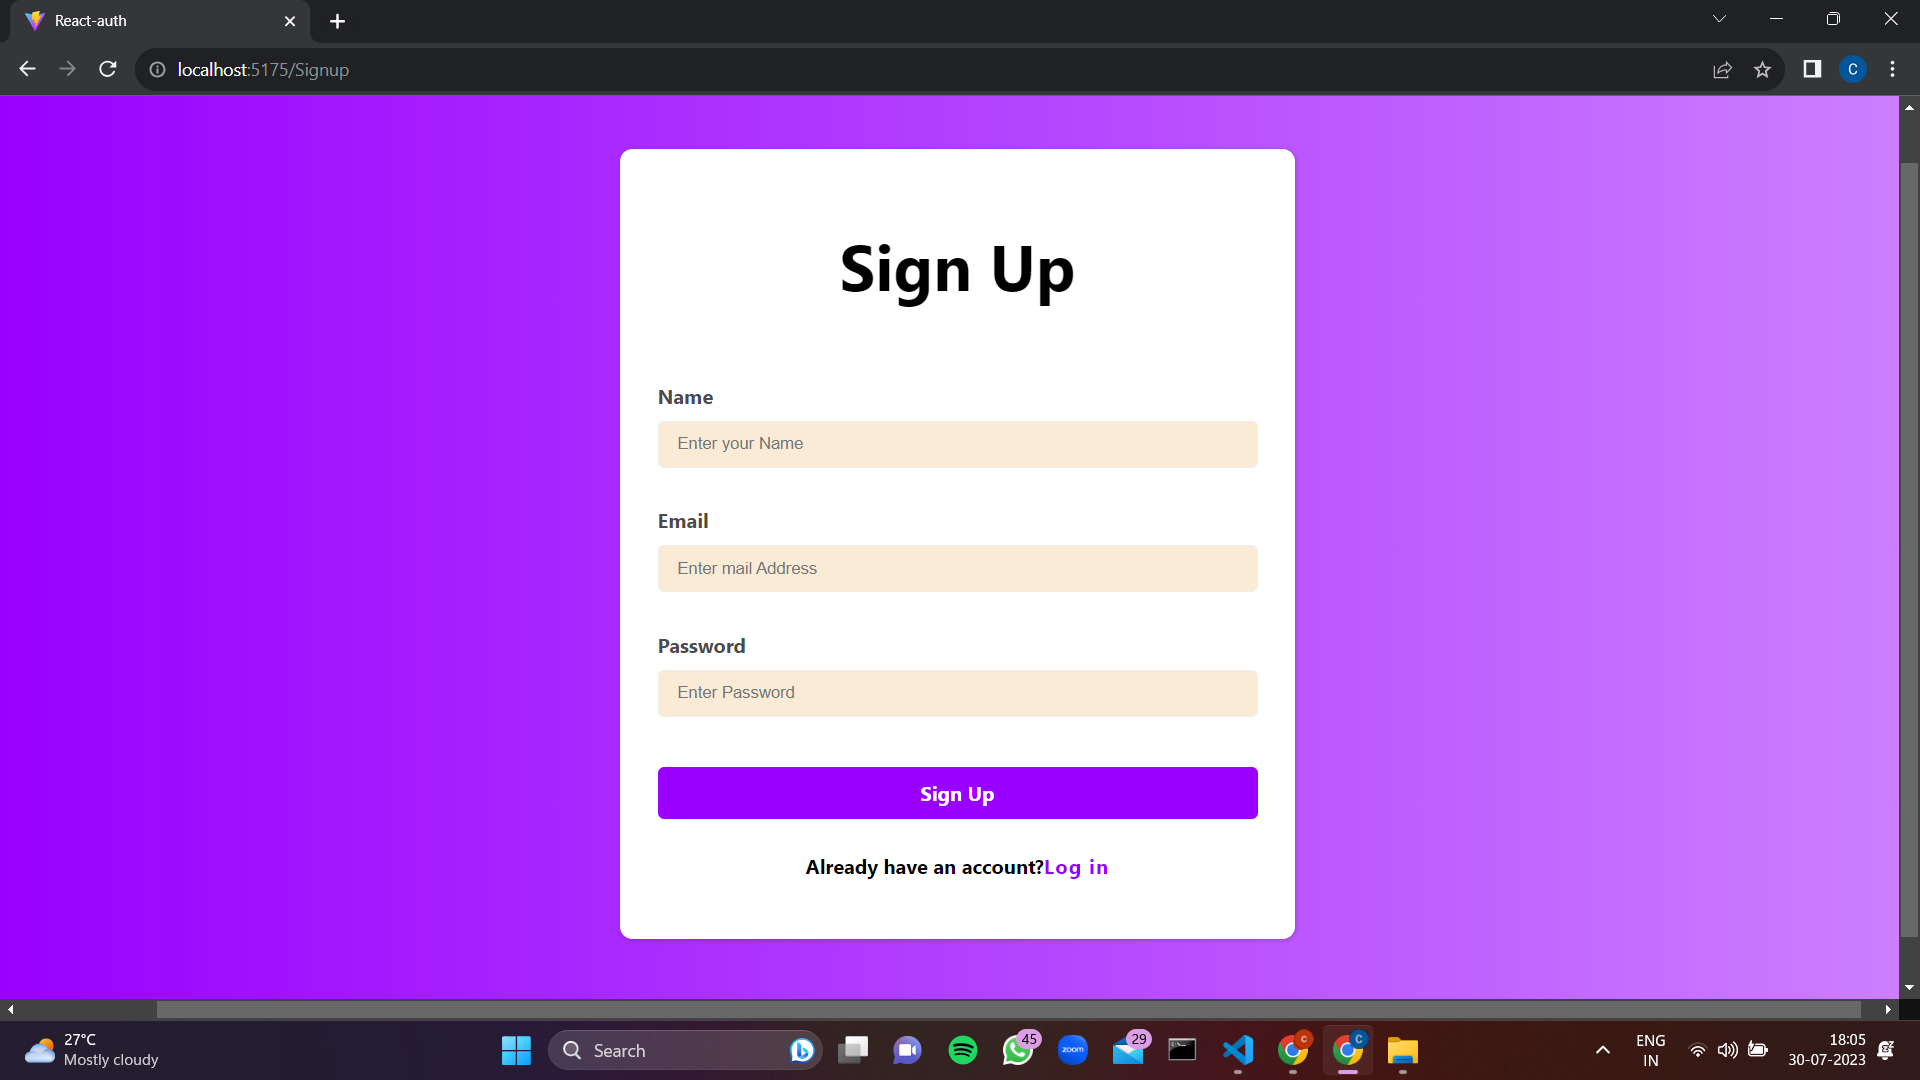 React-auth
localhost:5175/Signup
C
Sign Up
Name
Enter your Name
Email
Enter mail Address
Password
Enter Password
Sign Up
Already have an account?Log in
27°C
Mostly cloudy
Search
45
zoom
29
C
C
ENG
IN
18:05
30-07-2023